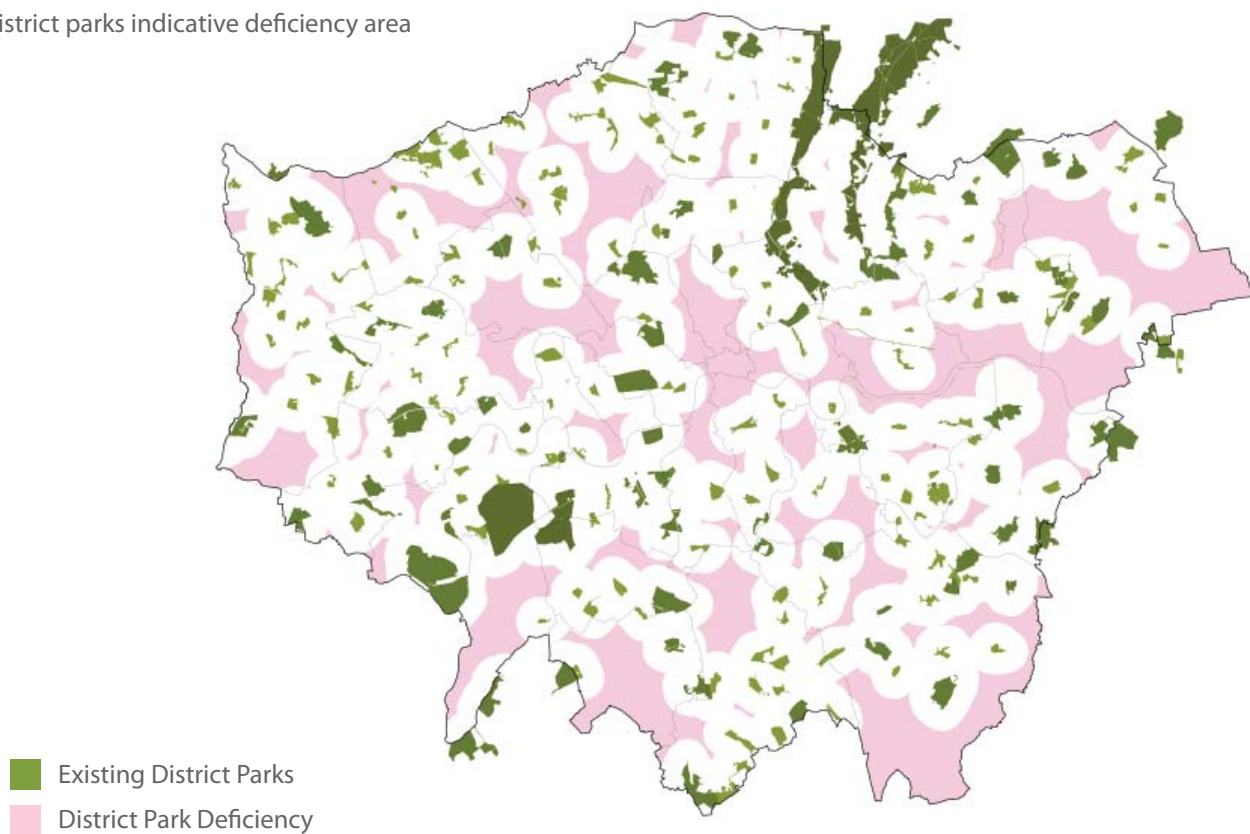 istrict parks indicative deficiency area
Existing District Parks
District Park Deficiency